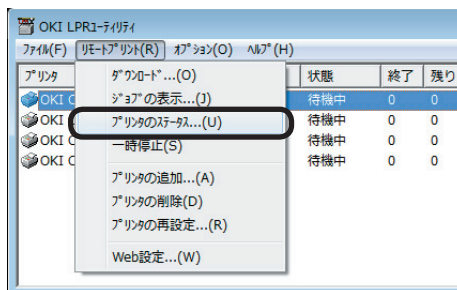 OKI LPRﾕｰﾃｨﾘﾃｨ
ﾌｧｲﾙ(F) ﾘﾓｰﾄﾌﾟﾘﾝﾄ(R) ｵﾌﾟｼｮﾝ(O) ﾍﾙﾌﾟ(H)
ﾌﾟﾘﾝﾀ 状態 終了 残り
OKI C 待機中 0 0
OKI 待機中 0 0
OKI C 待機中 0 0
OKI C 待機中 0 0
ﾀﾞｳﾝﾛｰﾄﾞ...(O)
ｼﾞｮﾌﾞの表示...(J)
ﾌﾟﾘﾝﾀのｽﾃｰﾀｽ...(U)
一時停止(S)
ﾌﾟﾘﾝﾀの追加...(A)
ﾌﾟﾘﾝﾀの削除(D)
ﾌﾟﾘﾝﾀの再設定...(R)
Web設定...(W)